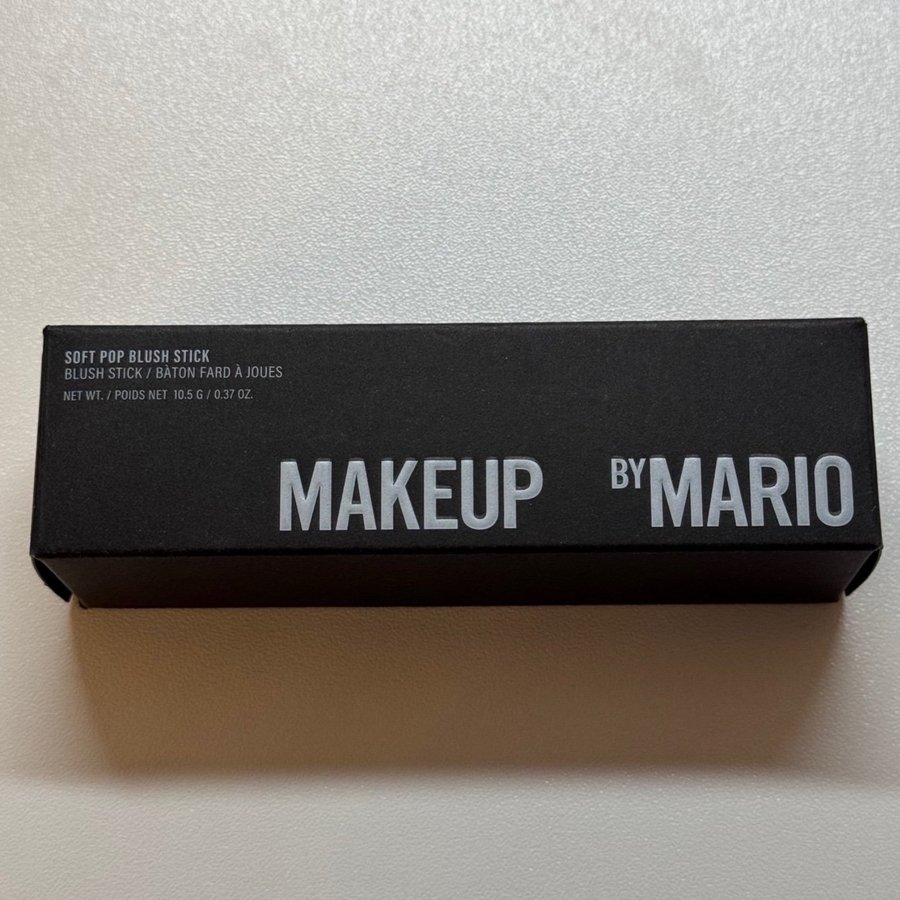 SOFT POP BLUSH STICK
BLUSH STICK / BÀTON FARD À JOUES
NET WT. / POIDS NET 10.5 G / 0.37 OZ.
MAKEUP BY MARIO